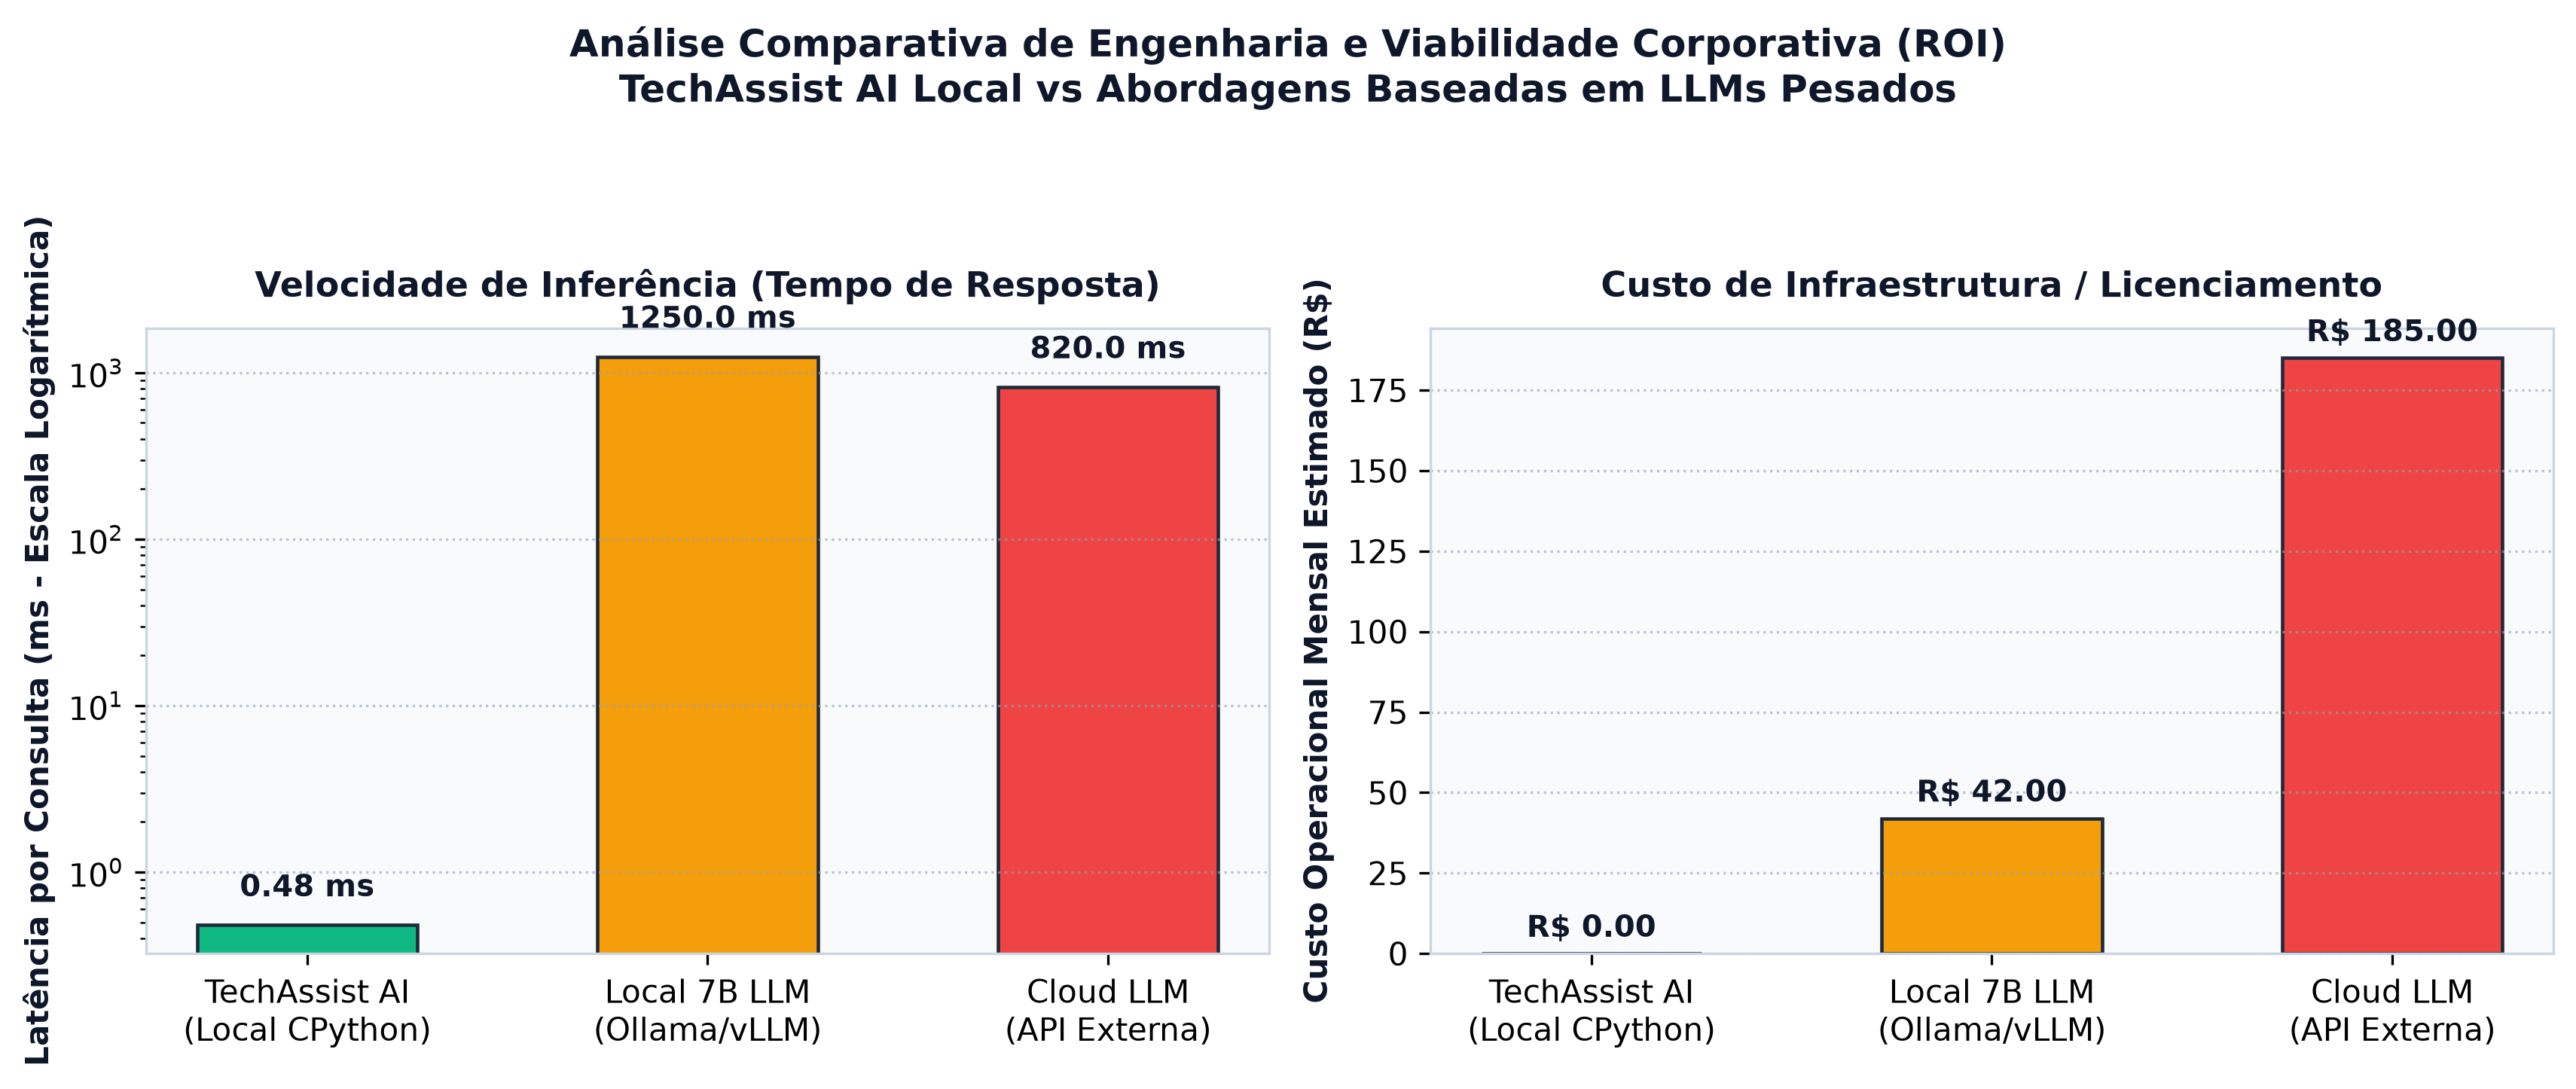 Análise Comparativa de Engenharia e Viabilidade Corporativa (ROI)
TechAssist AI Local vs Abordagens Baseadas em LLMs Pesados
Velocidade de Inferência (Tempo de Resposta)
Latência por Consulta (ms - Escala Logarítmica)
10³
10²
10¹
10⁰
0.48 ms
1250.0 ms
820.0 ms
TechAssist AI
(Local CPython)
Local 7B LLM
(Ollama/vLLM)
Cloud LLM
(API Externa)
Custo de Infraestrutura / Licenciamento
Custo Operacional Mensal Estimado (R$)
175
150
125
100
75
50
25
0
R$ 0.00
R$ 42.00
R$ 185.00
TechAssist AI
(Local CPython)
Local 7B LLM
(Ollama/vLLM)
Cloud LLM
(API Externa)